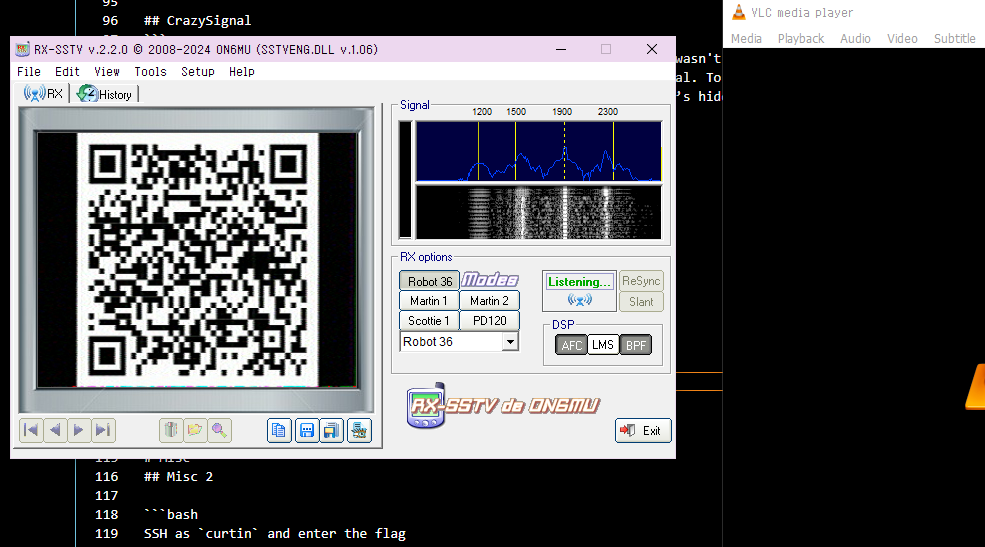 95
96 ## CrazySignal
VLC media player
Media Playback Audio Video Subtitle
RX-SSTV v.2.2.0 © 2008-2024 ON6MU (SSTVENG.DLL v.1.06)
wasn't
File Edit View Tools Setup Help
al. To
RX History
's hid
Signal
1200 1500 1900 2300
RX options
Robot 36 Modes
Martin 1 Martin 2
Scottie 1 PD120
Robot 36
Listening...
ReSync
Slant
DSP
AFC LMS BPF
RX-SSTV de ON6MU
Exit
116 ## Misc 2
117
118 ```bash
119 SSH as `curtin` and enter the flag